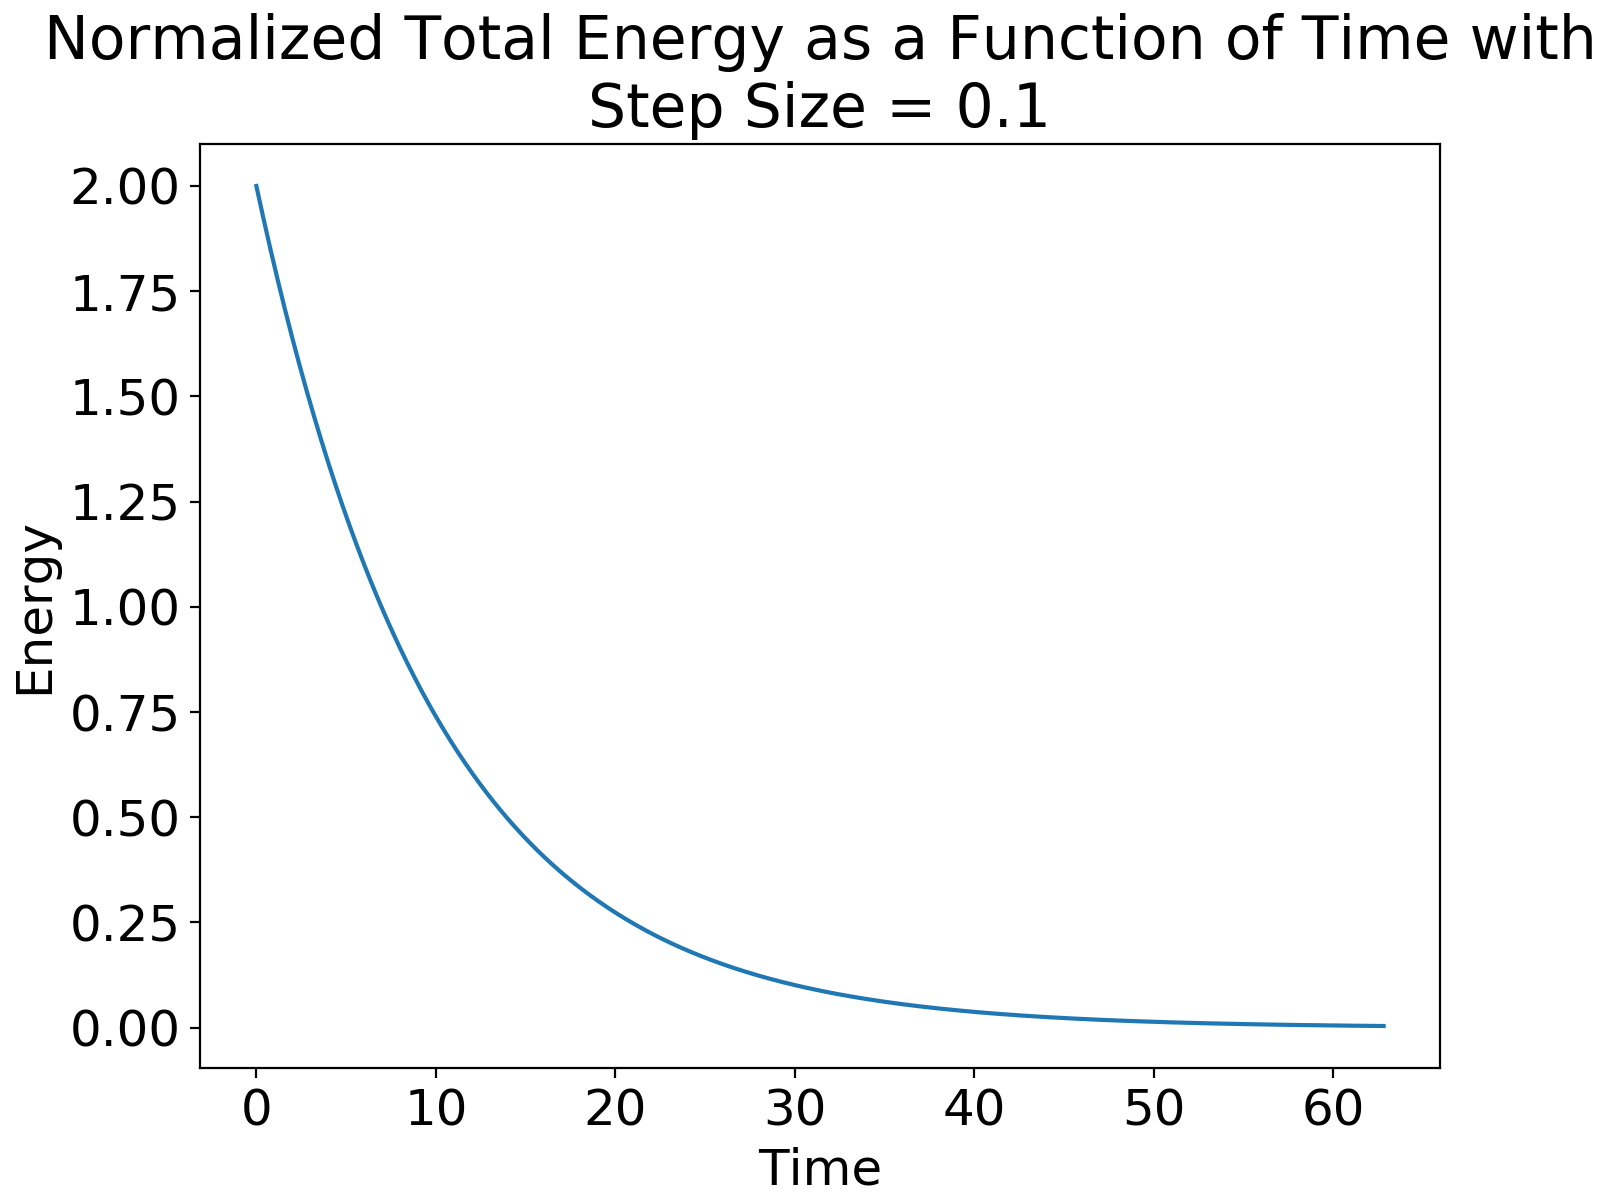 Normalized Total Energy as a Function of Time with
Step Size = 0.1
2.00
1.75
1.50
1.25
1.00
0.75
0.50
0.25
0.00
Energy
0 10 20 30 40 50 60
Time